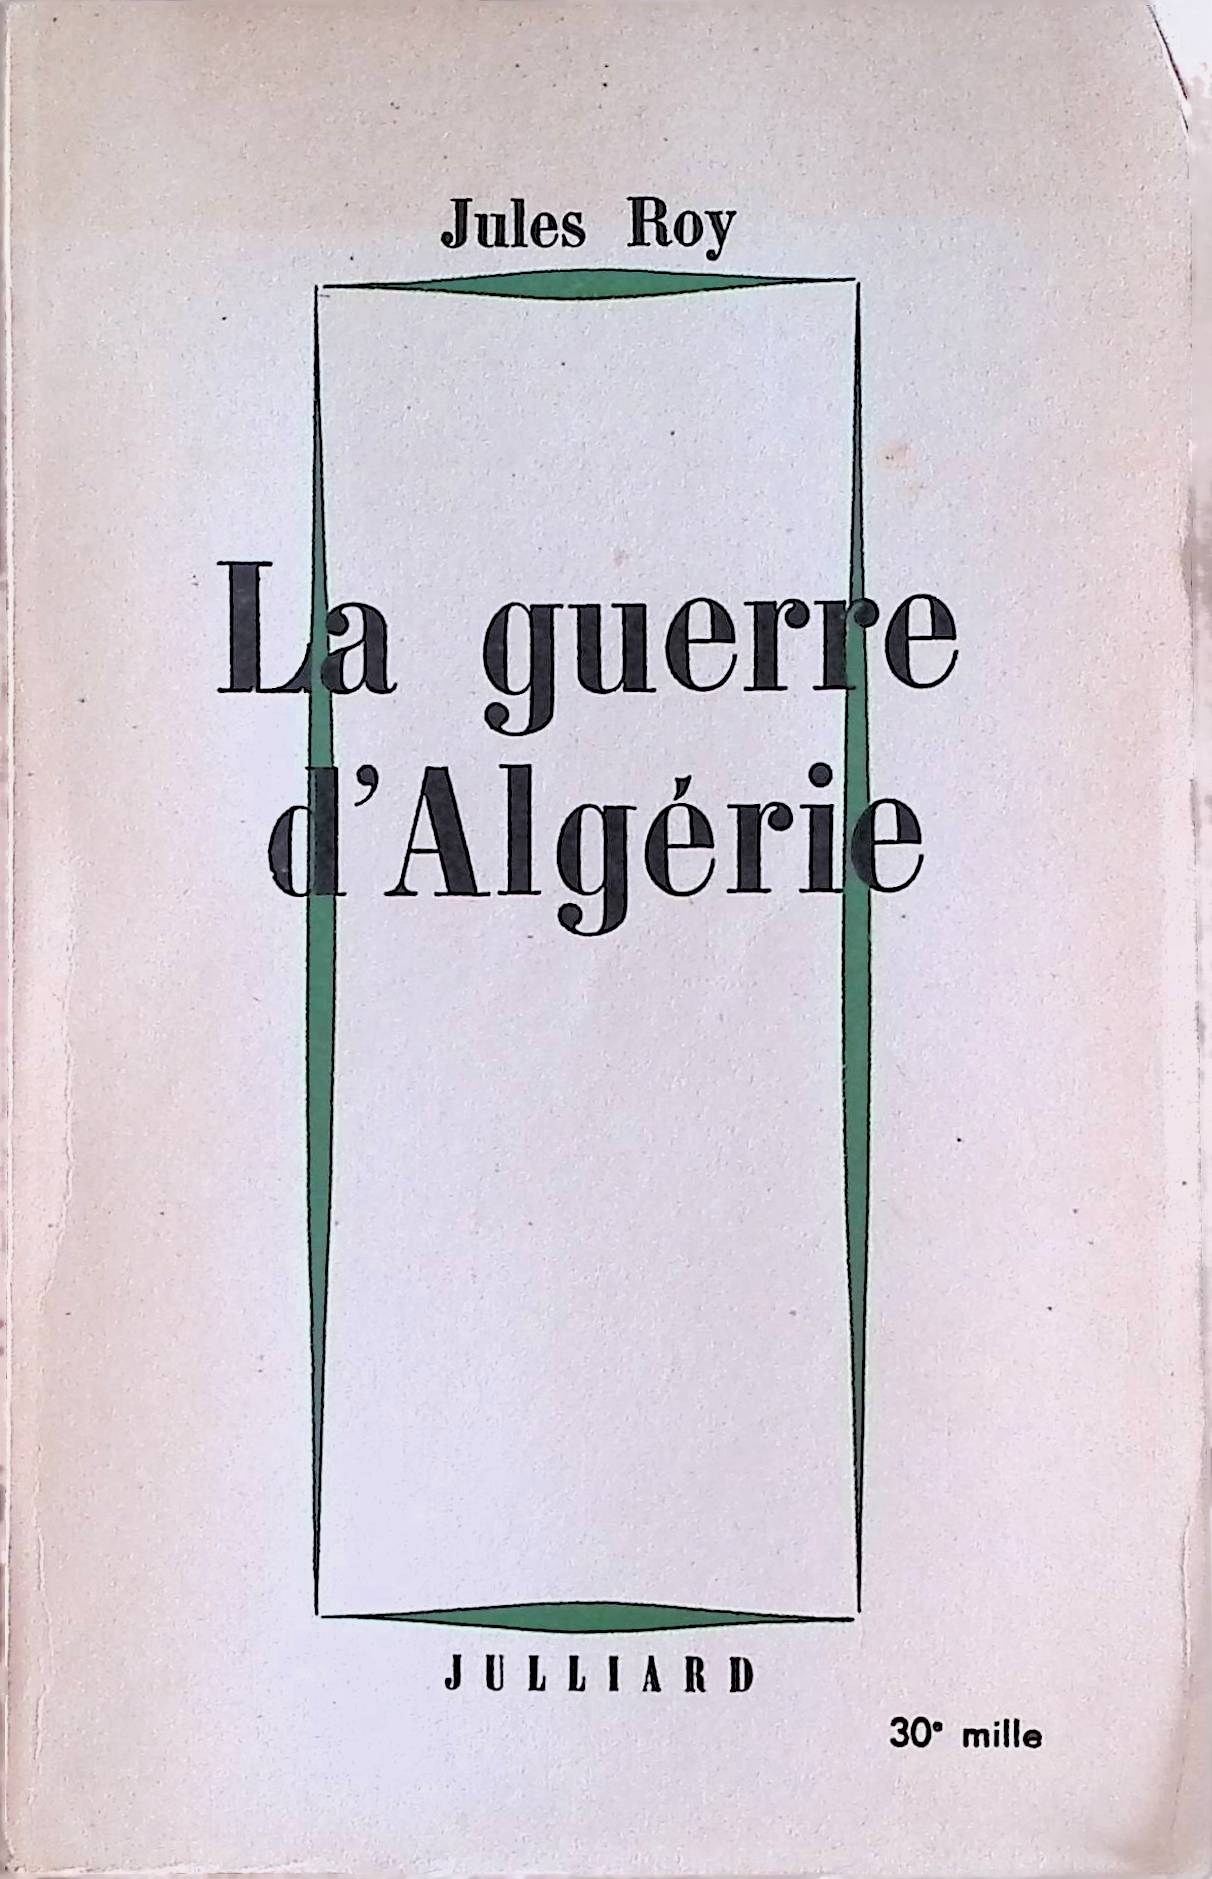 Jules Roy
La guerre
d'Algérie
JULLIARD
30e mille